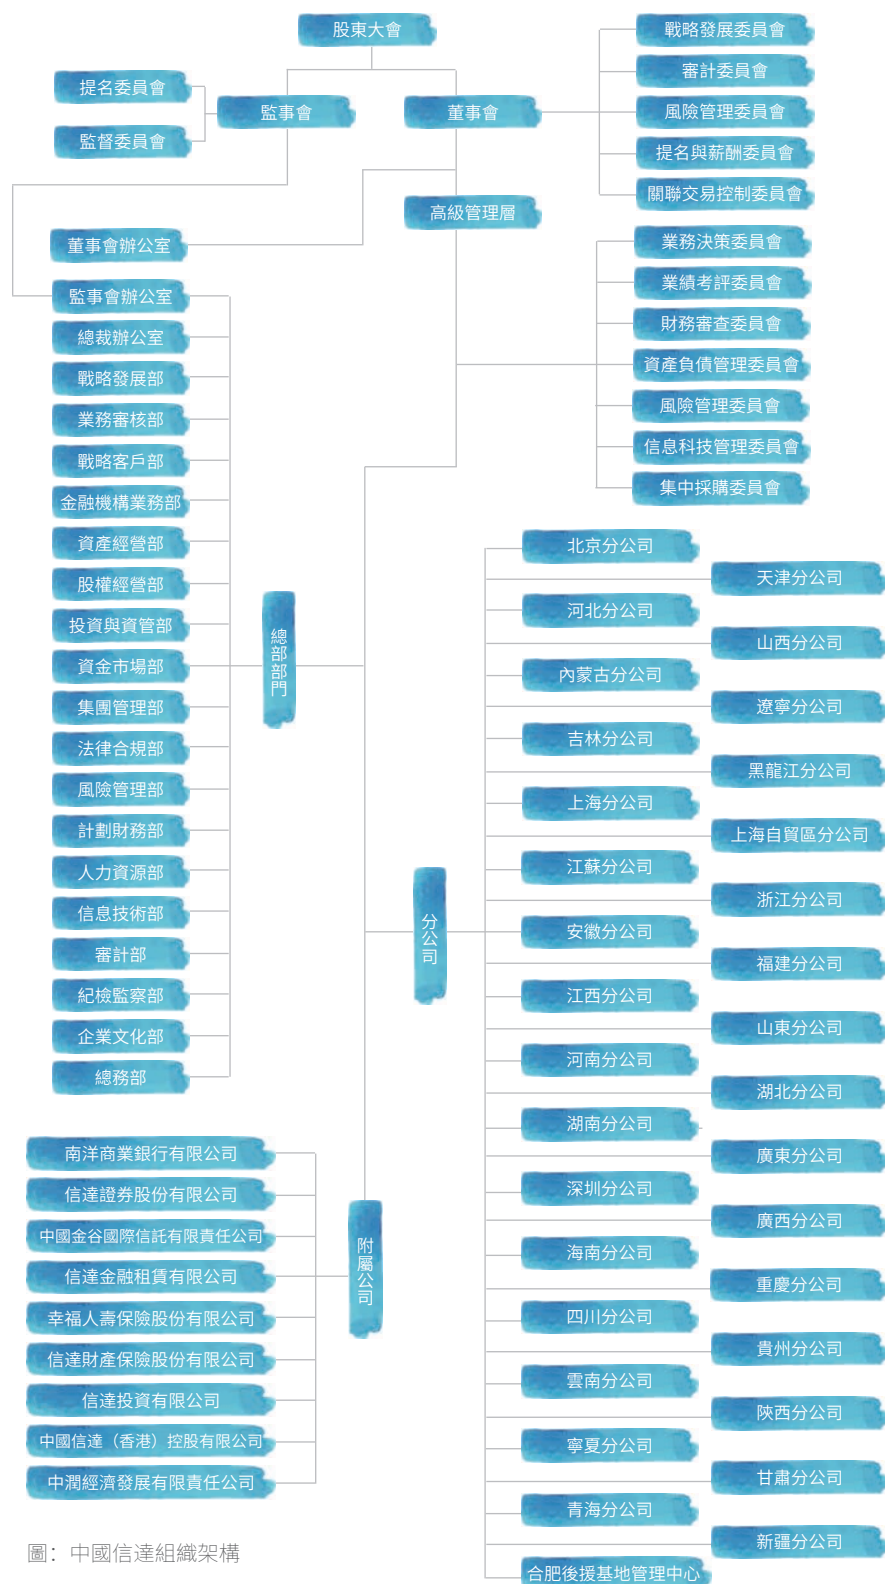 股東大會
監事會
董事會
提名委員會
監督委員會
戰略發展委員會
審計委員會
風險管理委員會
提名與薪酬委員會
關聯交易控制委員會
高級管理層
董事會辦公室
業務決策委員會
業績考評委員會
財務審查委員會
資產負債管理委員會
風險管理委員會
信息科技管理委員會
集中採購委員會
監事會辦公室
總裁辦公室
戰略發展部
業務審核部
戰略客戶部
金融機構業務部
資產經營部
股權經營部
投資與資管部
資金市場部
集團管理部
法律合規部
風險管理部
計劃財務部
人力資源部
信息技術部
審計部
紀檢監察部
企業文化部
總務部
總部部門
分公司
北京分公司
天津分公司
河北分公司
山西分公司
內蒙古分公司
遼寧分公司
吉林分公司
黑龍江分公司
上海分公司
上海自貿區分公司
江蘇分公司
浙江分公司
安徽分公司
福建分公司
江西分公司
山東分公司
河南分公司
湖北分公司
湖南分公司
廣東分公司
深圳分公司
廣西分公司
海南分公司
重慶分公司
四川分公司
貴州分公司
雲南分公司
陝西分公司
寧夏分公司
甘肅分公司
青海分公司
新疆分公司
合肥後援基地管理中心
附屬公司
南洋商業銀行有限公司
信達證券股份有限公司
中國金谷國際信託有限責任公司
信達金融租賃有限公司
幸福人壽保險股份有限公司
信達財產保險股份有限公司
信達投資有限公司
中國信達（香港）控股有限公司
中潤經濟發展有限責任公司
圖：中國信達組織架構